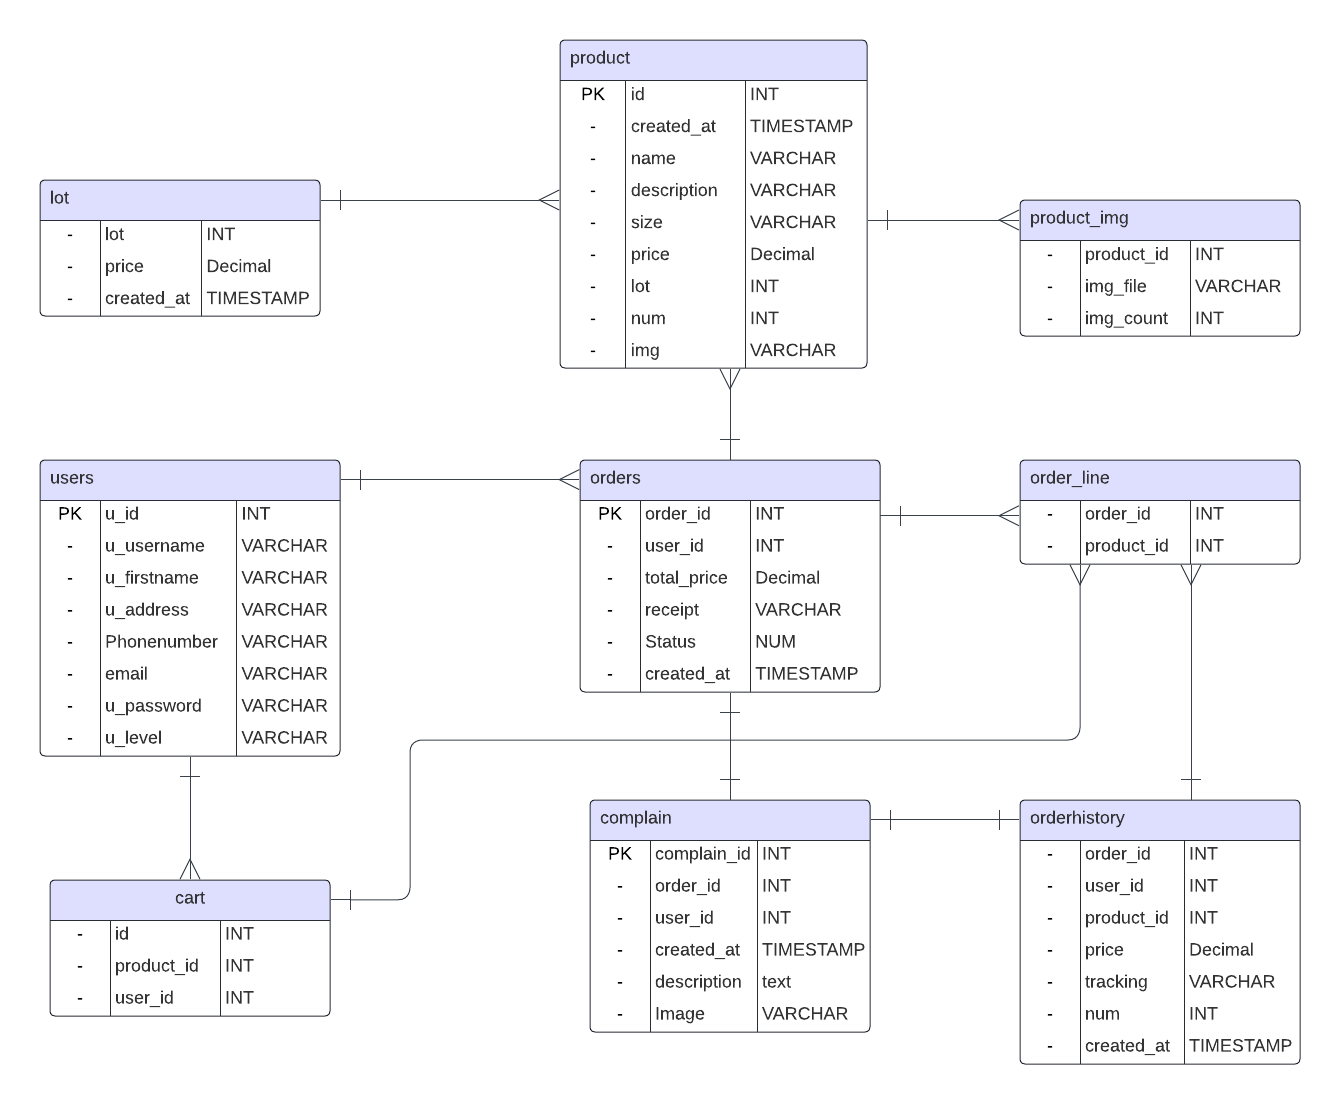 product
PK id INT
- created_at TIMESTAMP
- name VARCHAR
- description VARCHAR
- size VARCHAR
- price Decimal
- lot INT
- num INT
- img VARCHAR
lot
- lot INT
- price Decimal
- created_at TIMESTAMP
product_img
- product_id INT
- img_file VARCHAR
- img_count INT
users
PK u_id INT
- u_username VARCHAR
- u_firstname VARCHAR
- u_address VARCHAR
- Phonenumber VARCHAR
- email VARCHAR
- u_password VARCHAR
- u_level VARCHAR
orders
PK order_id INT
- user_id INT
- total_price Decimal
- receipt VARCHAR
- Status NUM
- created_at TIMESTAMP
order_line
- order_id INT
- product_id INT
cart
- id INT
- product_id INT
- user_id INT
complain
PK complain_id INT
- order_id INT
- user_id INT
- created_at TIMESTAMP
- description text
- Image VARCHAR
orderhistory
- order_id INT
- user_id INT
- product_id INT
- price Decimal
- tracking VARCHAR
- num INT
- created_at TIMESTAMP